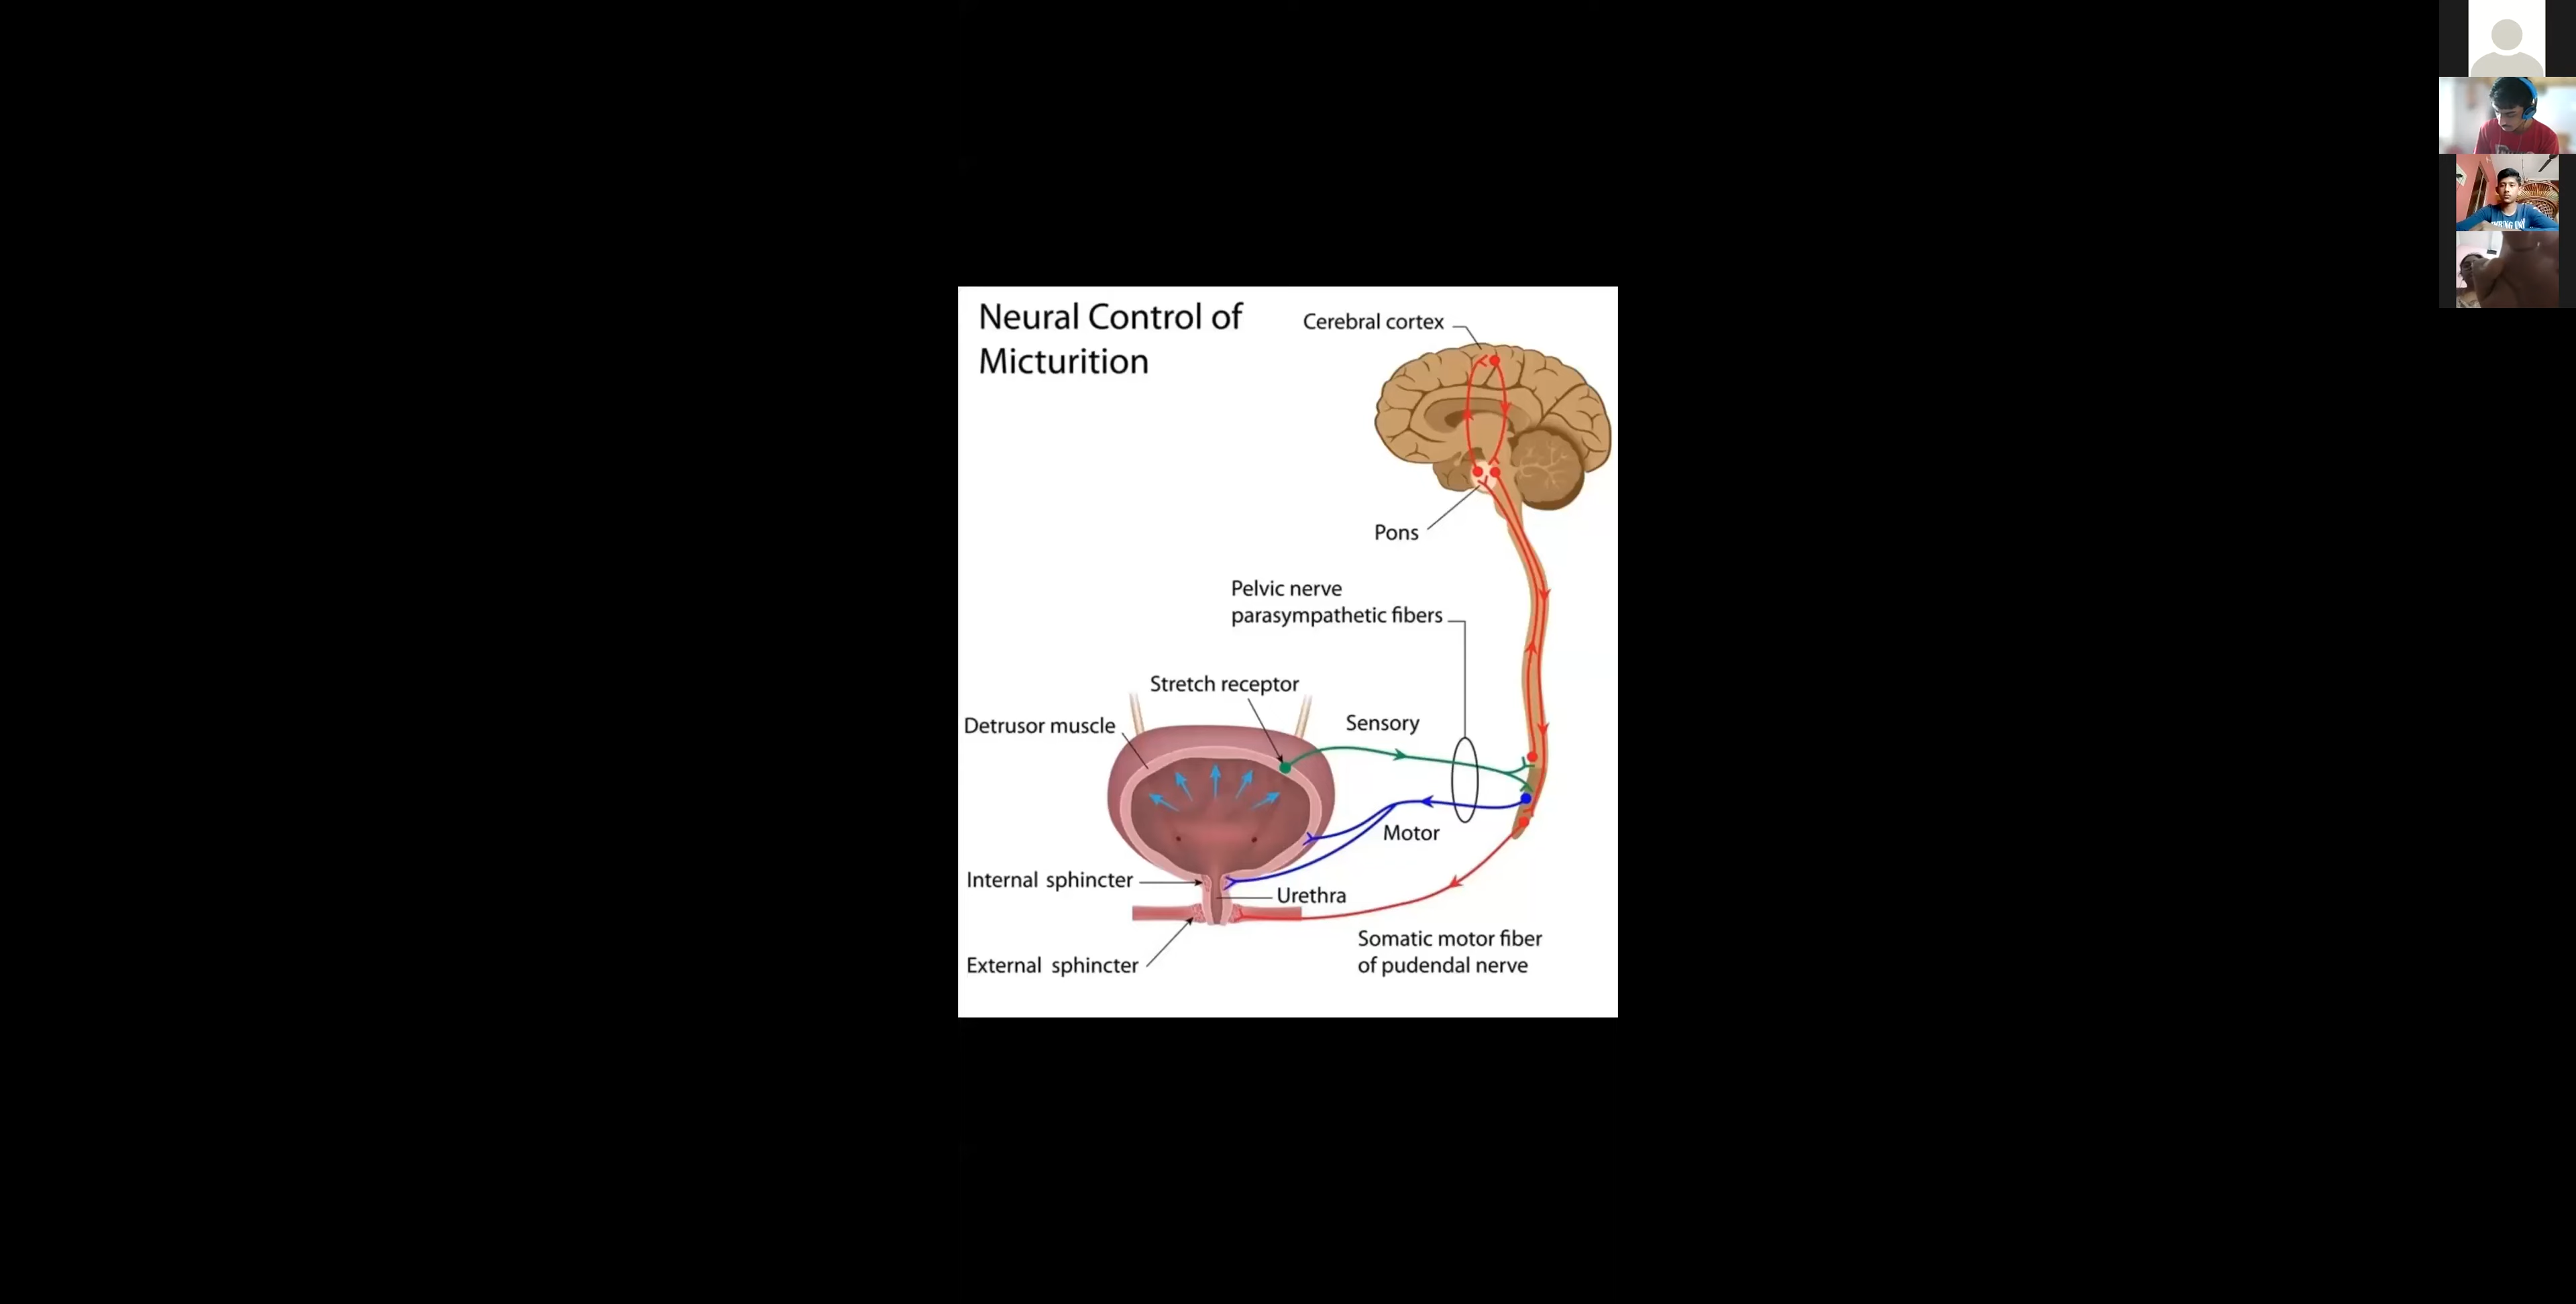 Neural Control of
Micturition
Cerebral cortex
Pons
Pelvic nerve
parasympathetic fibers
Stretch receptor
Detrusor muscle
Sensory
Motor
Internal sphincter
Urethra
External sphincter
Somatic motor fiber
of pudendal nerve